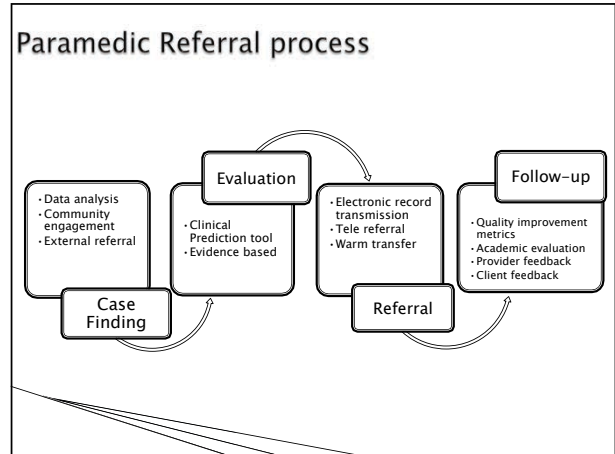 Paramedic Referral process
• Data analysis
• Community
engagement
• External referral
Case
Finding
Evaluation
• Clinical
Prediction tool
• Evidence based
• Electronic record
transmission
• Tele referral
• Warm transfer
Referral
Follow-up
• Quality improvement
metrics
• Academic evaluation
• Provider feedback
• Client feedback